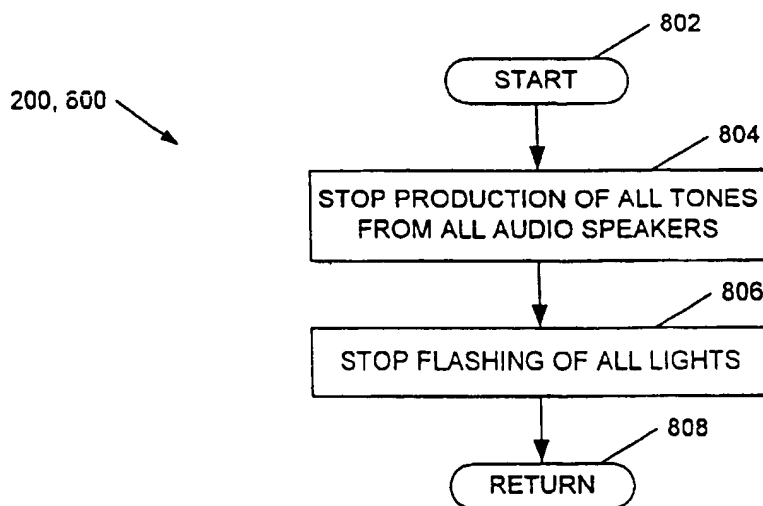 802
START
200, 600
804
STOP PRODUCTION OF ALL TONES
FROM ALL AUDIO SPEAKERS
806
STOP FLASHING OF ALL LIGHTS
808
RETURN